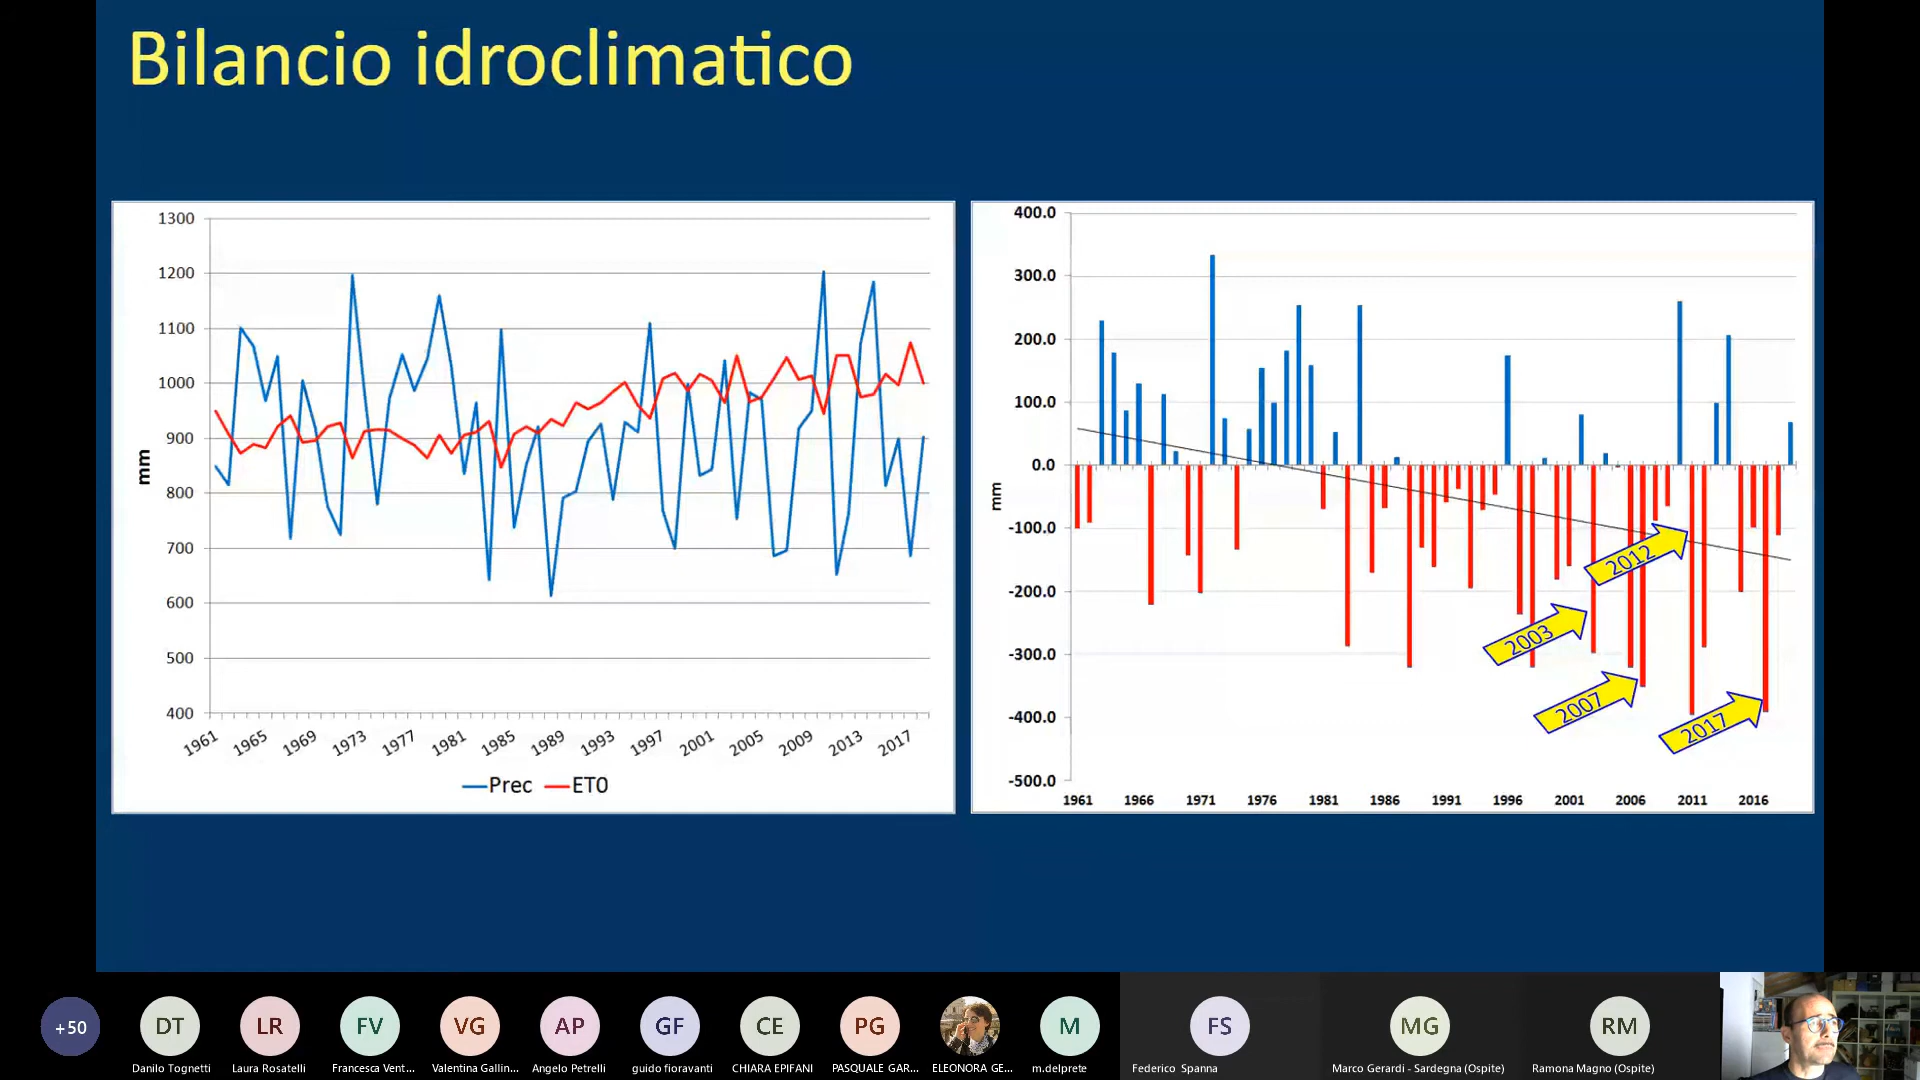 Bilancio idroclimatico
1300
1200
1100
1000
900
800
700
600
500
400
mm
1961
1965
1969
1973
1977
1981
1985
1989
1993
1997
2001
2005
2009
2013
2017
Prec
ET0
400.0
300.0
200.0
100.0
0.0
-100.0
-200.0
-300.0
-400.0
-500.0
mm
2012
2003
2007
2017
1961
1966
1971
1976
1981
1986
1991
1996
2001
2006
2011
2016
+50
DT
LR
FV
VG
AP
GF
CE
PG
M
FS
MG
RM
Danilo Tognetti
Laura Rosatelli
Francesca Vent...
Valentina Gallin...
Angelo Petrelli
guido fioravanti
CHIARA EPIFANI
PASQUALE GAR...
ELEONORA GE...
m.delprete
Federico Spanna
Marco Gerardi - Sardegna (Ospite)
Ramona Magno (Ospite)